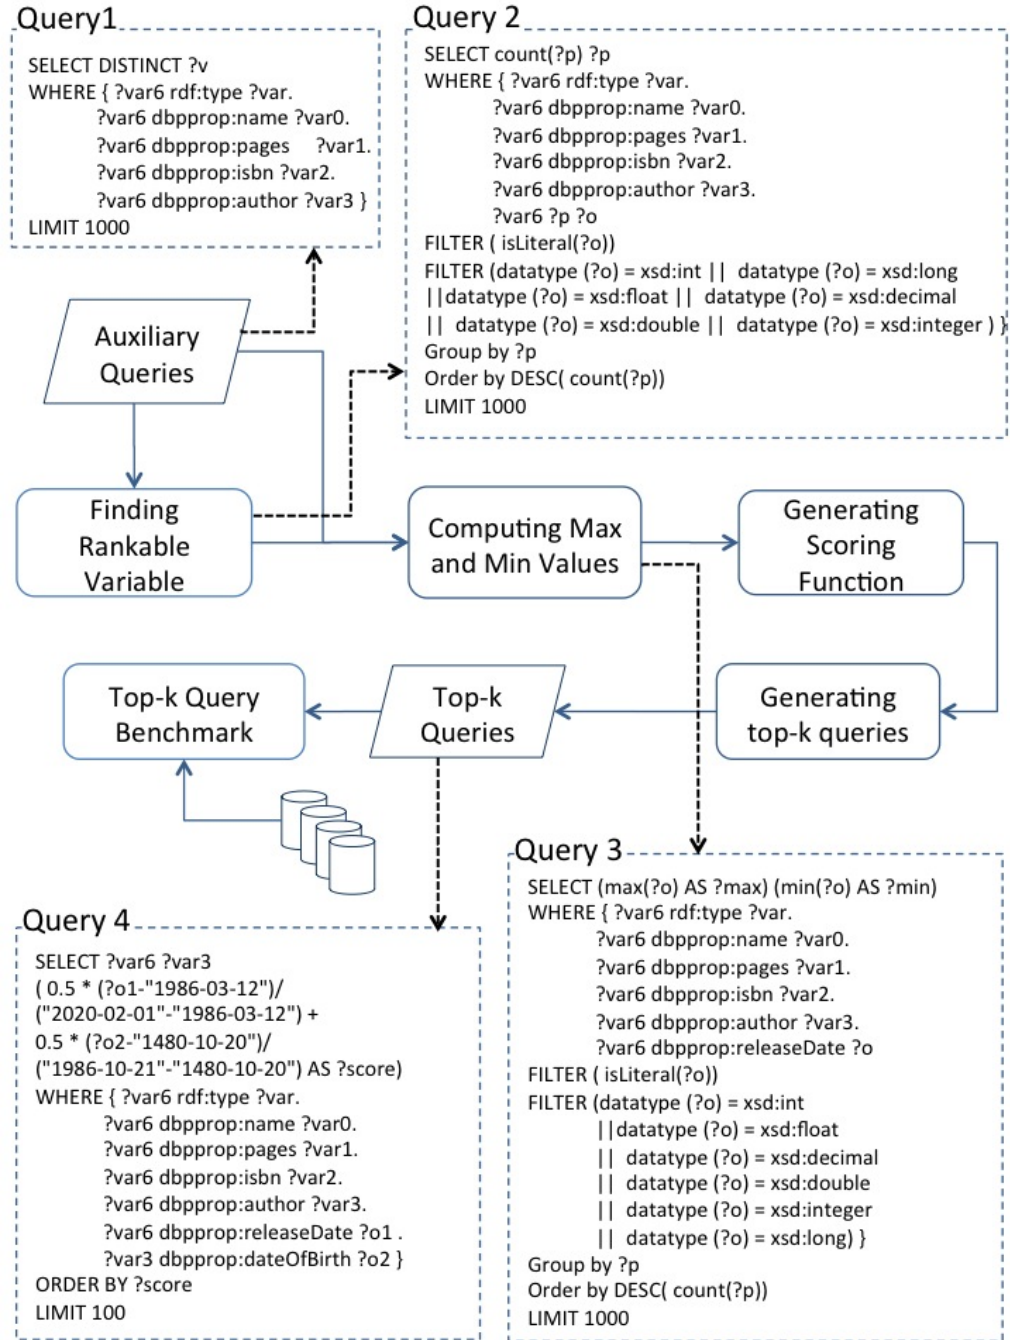 Query1
SELECT DISTINCT ?v
WHERE { ?var6 rdf:type ?var.
?var6 dbpprop:name ?var0.
?var6 dbpprop:pages ?var1.
?var6 dbpprop:isbn ?var2.
?var6 dbpprop:author ?var3 }
LIMIT 1000
Query 2
SELECT count(?p) ?p
WHERE { ?var6 rdf:type ?var.
?var6 dbpprop:name ?var0.
?var6 dbpprop:pages ?var1.
?var6 dbpprop:isbn ?var2.
?var6 dbpprop:author ?var3.
?var6 ?p ?o
FILTER ( isLiteral(?o))
FILTER (datatype (?o) = xsd:int || datatype (?o) = xsd:long
||datatype (?o) = xsd:float || datatype (?o) = xsd:decimal
|| datatype (?o) = xsd:double || datatype (?o) = xsd:integer ) }
Group by ?p
Order by DESC( count(?p))
LIMIT 1000
Auxiliary
Queries
Finding
Rankable
Variable
Computing Max
and Min Values
Generating
Scoring
Function
Top-k Query
Benchmark
Top-k
Queries
Generating
top-k queries
Query 4
SELECT ?var6 ?var3
( 0.5 * (?o1-"1986-03-12")/
("2020-02-01"-"1986-03-12") +
0.5 * (?o2-"1480-10-20")/
("1986-10-21"-"1480-10-20") AS ?score)
WHERE { ?var6 rdf:type ?var.
?var6 dbpprop:name ?var0.
?var6 dbpprop:pages ?var1.
?var6 dbpprop:isbn ?var2.
?var6 dbpprop:author ?var3.
?var6 dbpprop:releaseDate ?o1 .
?var3 dbpprop:dateOfBirth ?o2 }
ORDER BY ?score
LIMIT 100
Query 3
SELECT (max(?o) AS ?max) (min(?o) AS ?min)
WHERE { ?var6 rdf:type ?var.
?var6 dbpprop:name ?var0.
?var6 dbpprop:pages ?var1.
?var6 dbpprop:isbn ?var2.
?var6 dbpprop:author ?var3.
?var6 dbpprop:releaseDate ?o
FILTER ( isLiteral(?o))
FILTER (datatype (?o) = xsd:int
||datatype (?o) = xsd:float
|| datatype (?o) = xsd:decimal
|| datatype (?o) = xsd:double
|| datatype (?o) = xsd:integer
|| datatype (?o) = xsd:long) }
Group by ?p
Order by DESC( count(?p))
LIMIT 1000